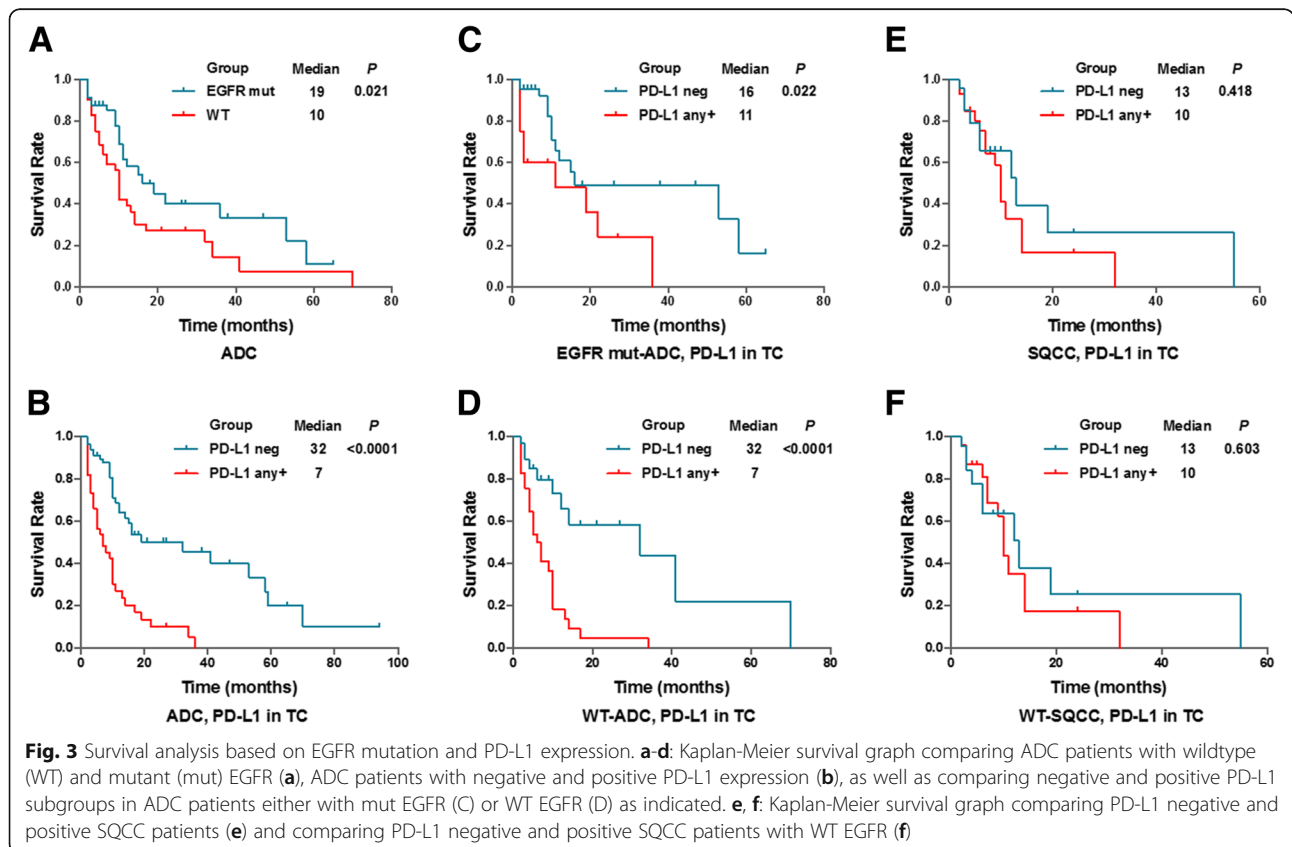 A
Group Median P
EGFR mut 19 0.021
WT 10
Survival Rate
1.0
0.8
0.6
0.4
0.2
0.0
0 20 40 60 80
Time (months)
ADC
C
Group Median P
PD-L1 neg 16 0.022
PD-L1 any+ 11
Survival Rate
1.0
0.8
0.6
0.4
0.2
0.0
0 20 40 60 80
Time (months)
EGFR mut-ADC, PD-L1 in TC
E
Group Median P
PD-L1 neg 13 0.418
PD-L1 any+ 10
Survival Rate
1.0
0.8
0.6
0.4
0.2
0.0
0 20 40 60
Time (months)
SQCC, PD-L1 in TC
B
Group Median P
PD-L1 neg 32 <0.0001
PD-L1 any+ 7
Survival Rate
1.0
0.8
0.6
0.4
0.2
0.0
0 20 40 60 80 100
Time (months)
ADC, PD-L1 in TC
D
Group Median P
PD-L1 neg 32 <0.0001
PD-L1 any+ 7
Survival Rate
1.0
0.8
0.6
0.4
0.2
0.0
0 20 40 60 80
Time (months)
WT-ADC, PD-L1 in TC
F
Group Median P
PD-L1 neg 13 0.603
PD-L1 any+ 10
Survival Rate
1.0
0.8
0.6
0.4
0.2
0.0
0 20 40 60
Time (months)
WT-SQCC, PD-L1 in TC
Fig. 3 Survival analysis based on EGFR mutation and PD-L1 expression. a-d: Kaplan-Meier survival graph comparing ADC patients with wildtype
(WT) and mutant (mut) EGFR (a), ADC patients with negative and positive PD-L1 expression (b), as well as comparing negative and positive PD-L1
subgroups in ADC patients either with mut EGFR (C) or WT EGFR (D) as indicated. e, f: Kaplan-Meier survival graph comparing PD-L1 negative and
positive SQCC patients (e) and comparing PD-L1 negative and positive SQCC patients with WT EGFR (f)